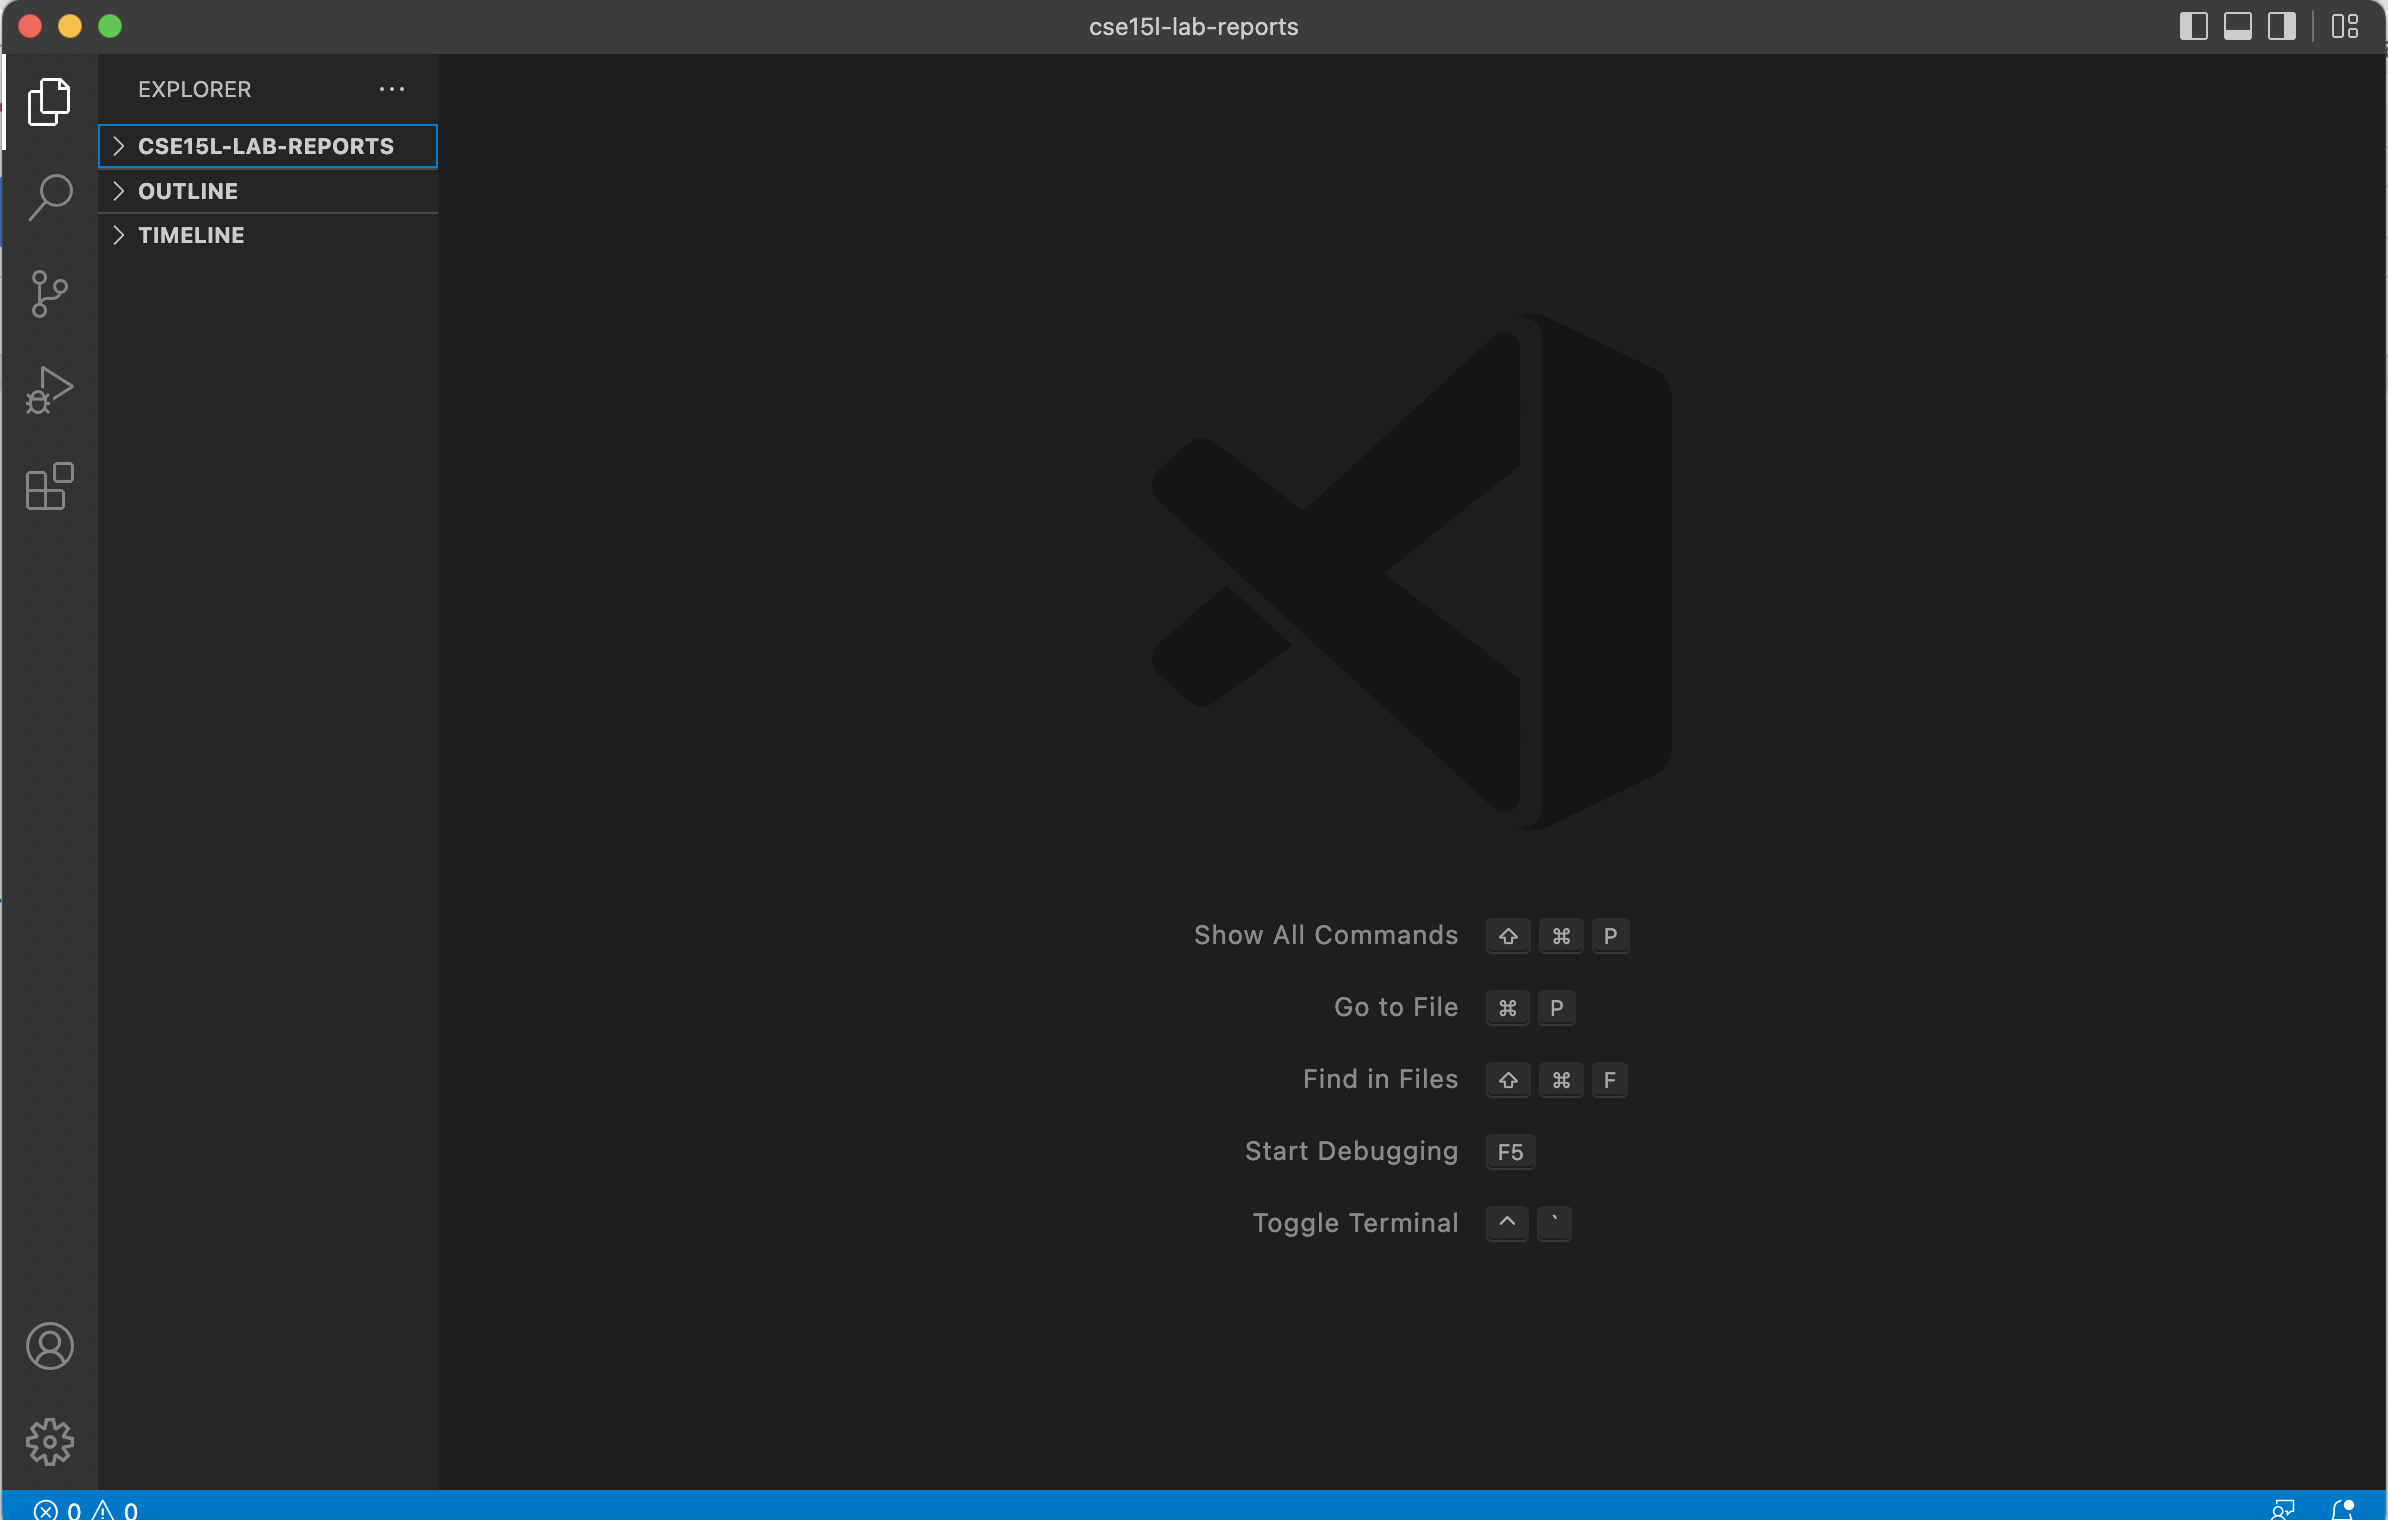 cse15l-lab-reports
EXPLORER
CSE15L-LAB-REPORTS
OUTLINE
TIMELINE
Show All Commands ⇧ ⌘ P
Go to File ⌘ P
Find in Files ⇧ ⌘ F
Start Debugging F5
Toggle Terminal ^ `
0 0